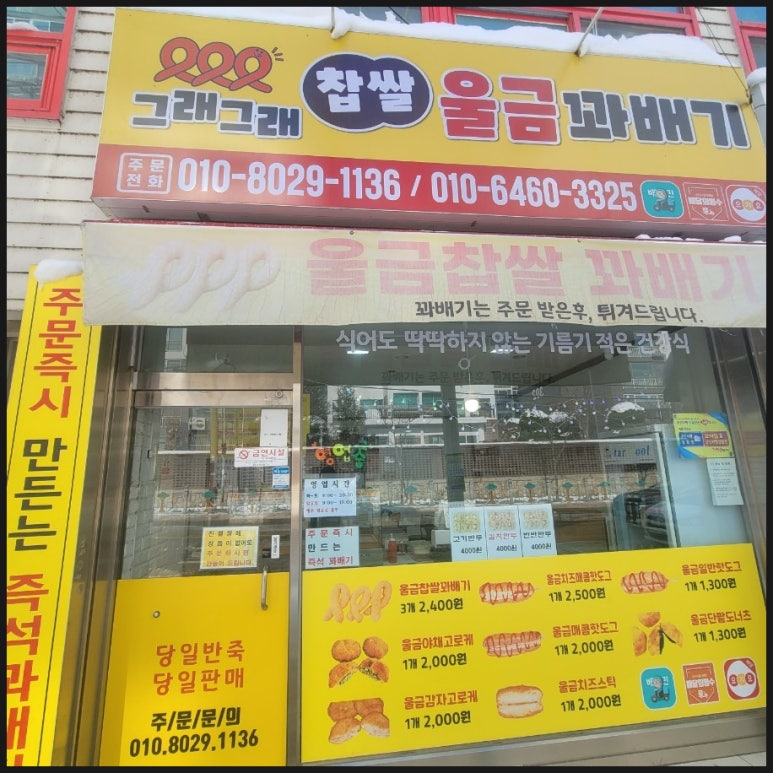 그래그래 찹쌀 울금 꽈배기
주문 전화 010-8029-1136 / 010-6460-3325
울금찹쌀 꽈배기
꽈배기는 주문 받은후, 튀겨드립니다.
식어도 딱딱하지 않는 기름기 적은 건강식
주문즉시 만든는 즉석과배
금연시설
영업중
영업시간
주문즉시
만드는
즉석 꽈배기
고기만두
4000원
김치만두
4000원
반반만두
4000원
당일반죽
당일판매
주/문/문/의
010.8029.1136
울금찹쌀꽈배기
3개 2,400원
울금치즈매콤핫도그
1개 2,500원
울금일반핫도그
1개 1,300원
울금야채고로케
1개 2,000원
울금매콤핫도그
1개 2,000원
울금단팥도너츠
1개 1,300원
울금감자고로케
1개 2,000원
울금치즈스틱
1개 2,000원